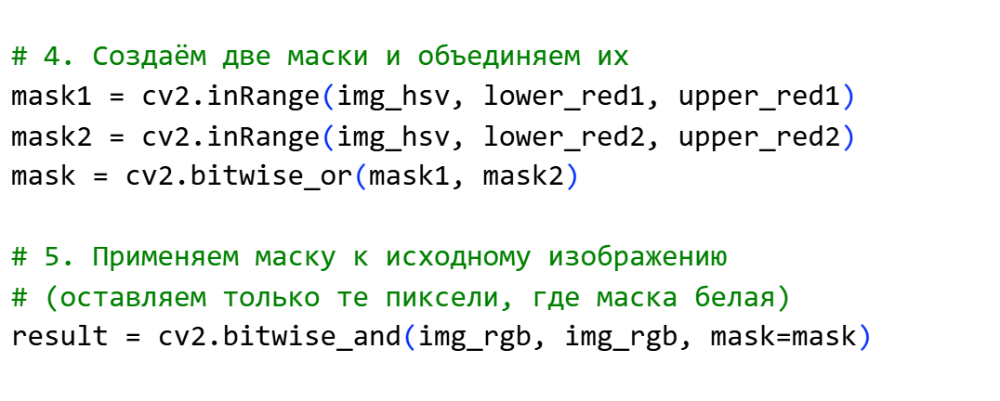 # 4. Создаём две маски и объединяем их
mask1 = cv2.inRange(img_hsv, lower_red1, upper_red1)
mask2 = cv2.inRange(img_hsv, lower_red2, upper_red2)
mask = cv2.bitwise_or(mask1, mask2)
# 5. Применяем маску к исходному изображению
# (оставляем только те пиксели, где маска белая)
result = cv2.bitwise_and(img_rgb, img_rgb, mask=mask)